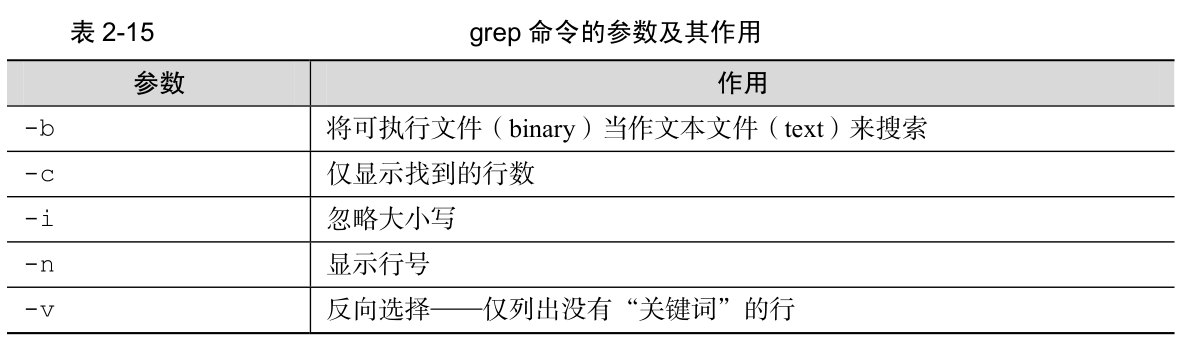 表 2-15 grep 命令的参数及其作用
参数 作用
-b 将可执行文件（binary）当作文本文件（text）来搜索
-c 仅显示找到的行数
-i 忽略大小写
-n 显示行号
-v 反向选择——仅列出没有“关键词”的行